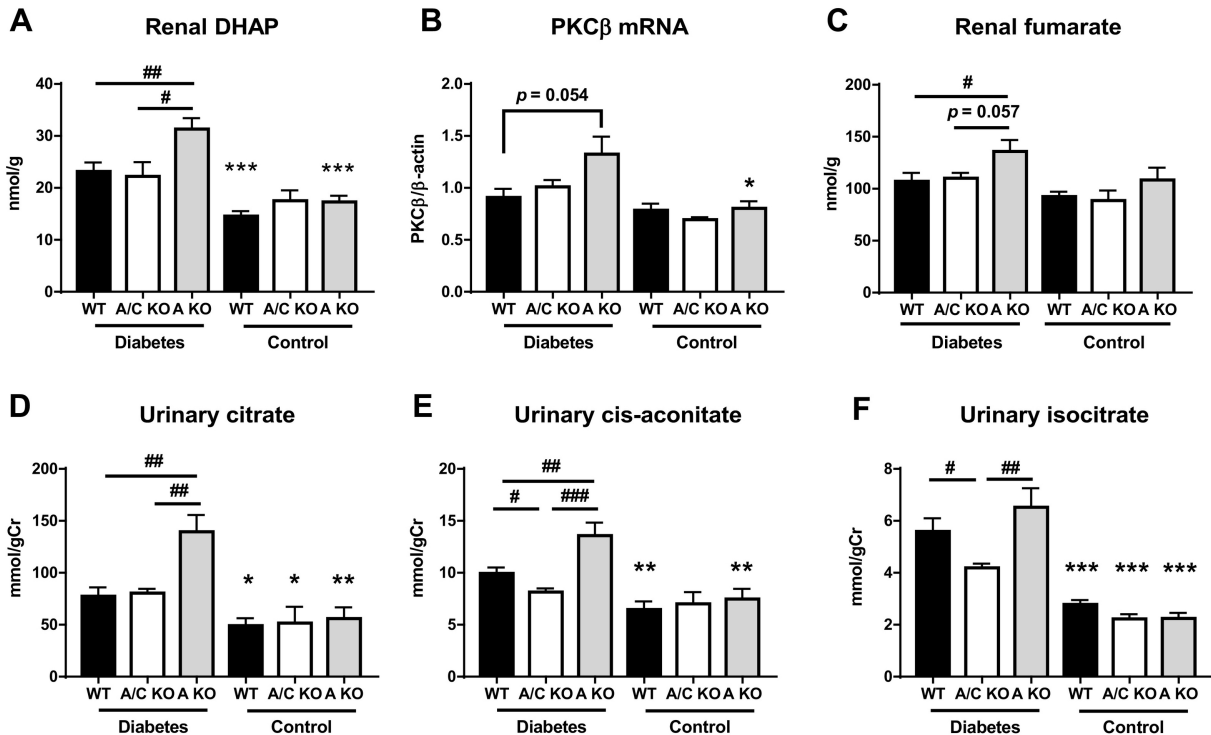 A
Renal DHAP
##
#
***
***
nmol/g
40
30
20
10
0
WT A/C KO A KO WT A/C KO A KO
Diabetes Control
B
PKCβ mRNA
p = 0.054
*
PKCβ/β-actin
2.0
1.5
1.0
0.5
0.0
WT A/C KO A KO WT A/C KO A KO
Diabetes Control
C
Renal fumarate
#
p = 0.057
nmol/g
200
150
100
50
0
WT A/C KO A KO WT A/C KO A KO
Diabetes Control
D
Urinary citrate
##
##
* * **
mmol/gCr
200
150
100
50
0
WT A/C KO A KO WT A/C KO A KO
Diabetes Control
E
Urinary cis-aconitate
##
# ###
** **
mmol/gCr
20
15
10
5
0
WT A/C KO A KO WT A/C KO A KO
Diabetes Control
F
Urinary isocitrate
# ##
*** *** ***
mmol/gCr
8
6
4
2
0
WT A/C KO A KO WT A/C KO A KO
Diabetes Control